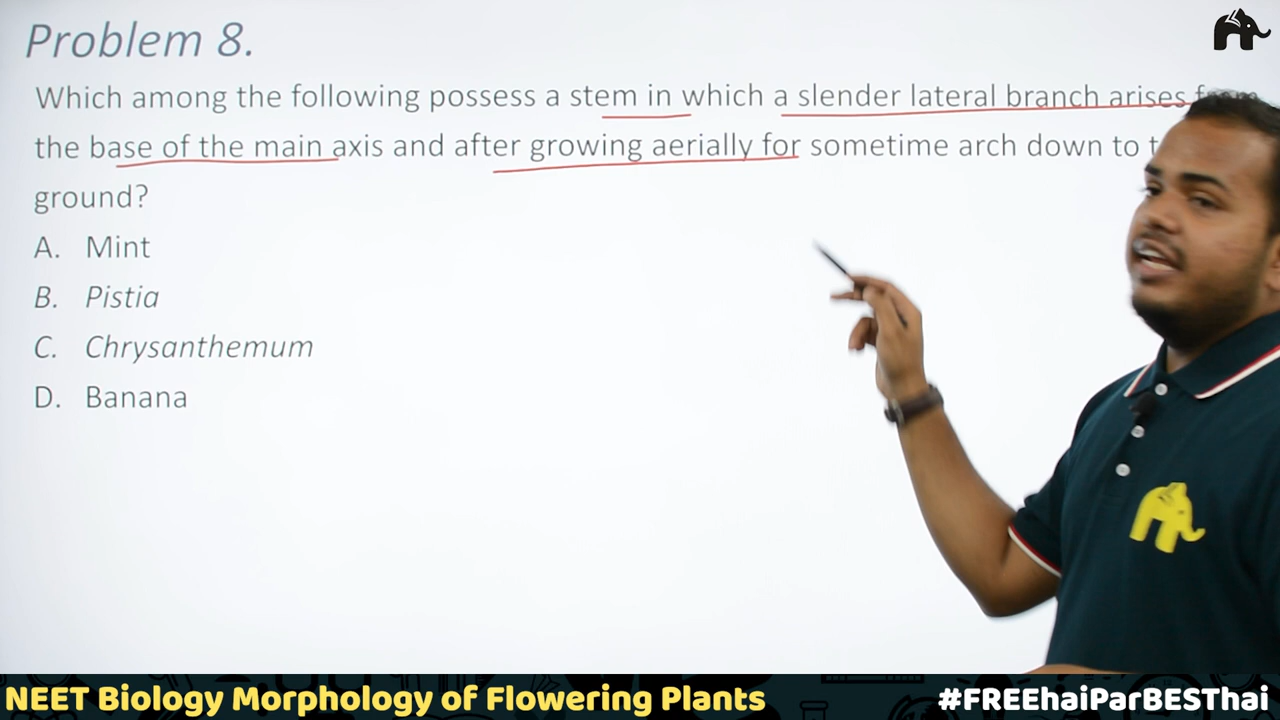 Problem 8.
Which among the following possess a stem in which a slender lateral branch arises from
the base of the main axis and after growing aerially for sometime arch down to
ground?
A. Mint
B. Pistia
C. Chrysanthemum
D. Banana
NEET Biology Morphology of Flowering Plants
#FREEhaiParBESThai